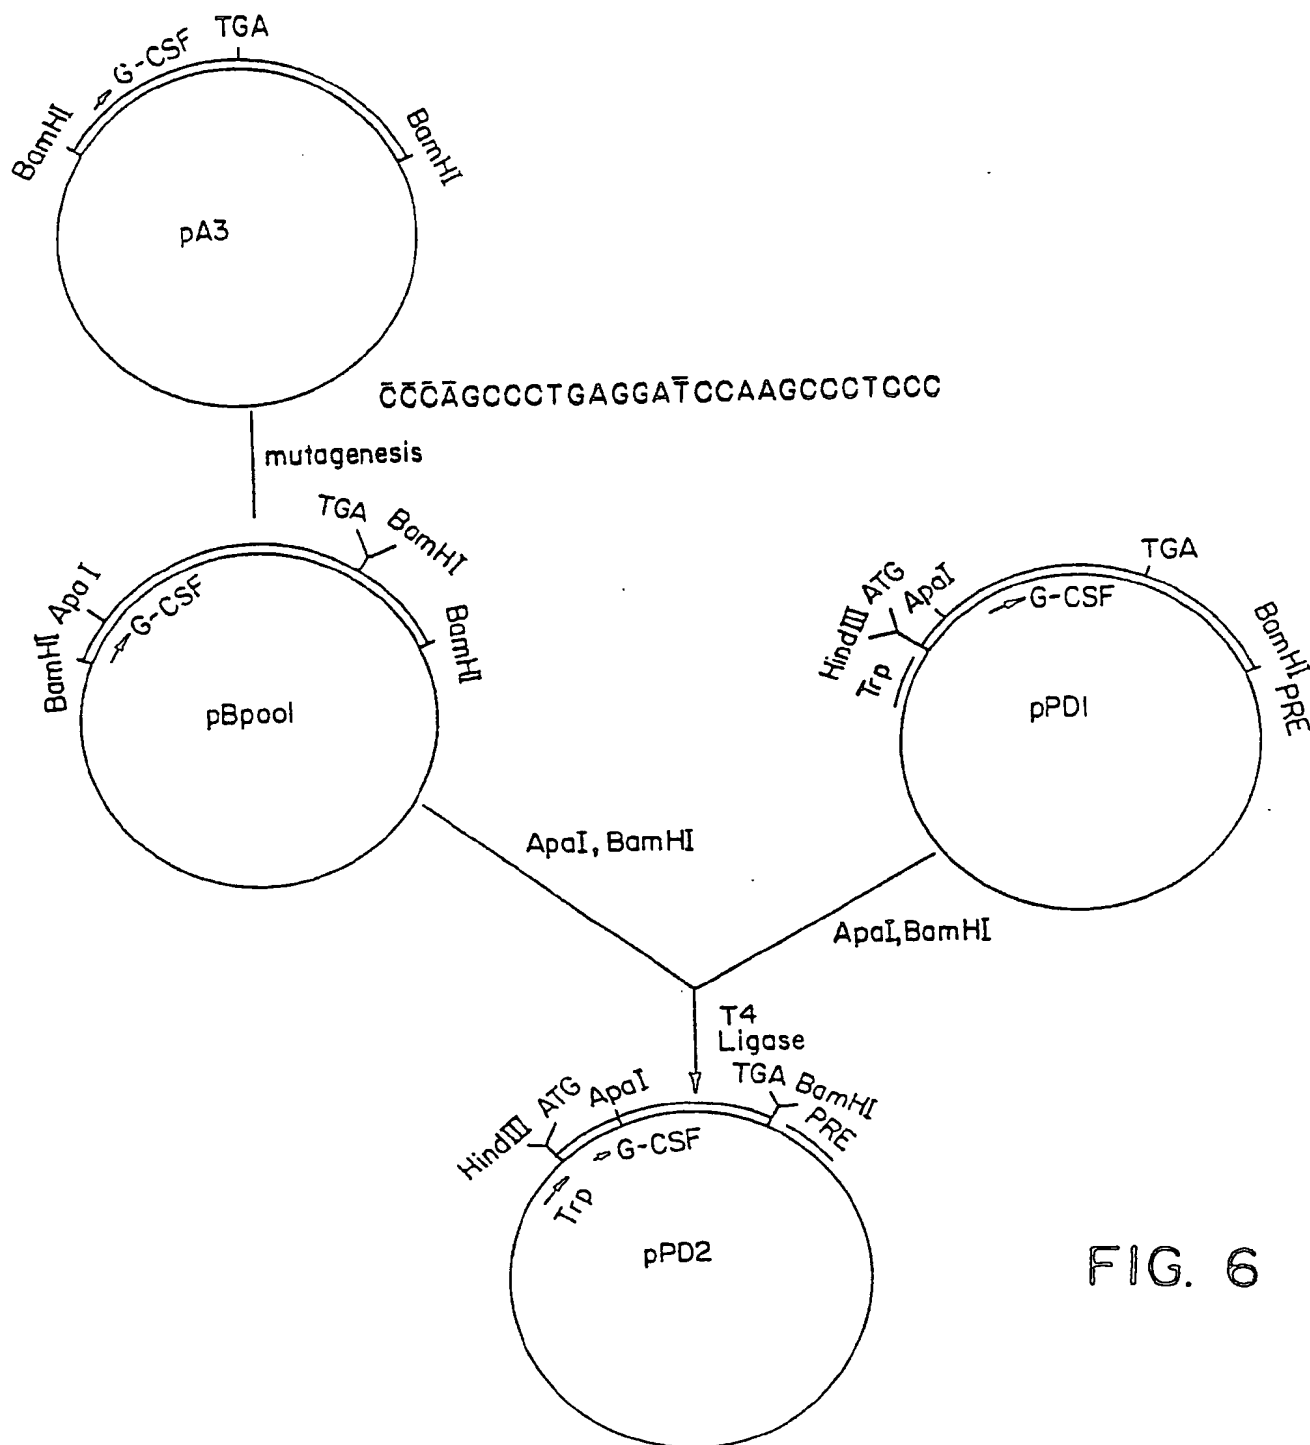 TGA
G-CSF
BamHI
BamHI
pA3
C̄C̄C̄ĀGCCCTGAGGAT̄CCAAGCCCTCCC
mutagenesis
TGA
BamHI
ApaI
BamHI
G-CSF
BamHI
pBpool
TGA
ATG
ApaI
HindIII
G-CSF
Trp
BamHI
PRE
pPD1
ApaI, BamHI
ApaI,BamHI
T4
Ligase
TGA
BamHI
ApaI
ATG
HindIII
PRE
G-CSF
Trp
pPD2
FIG. 6